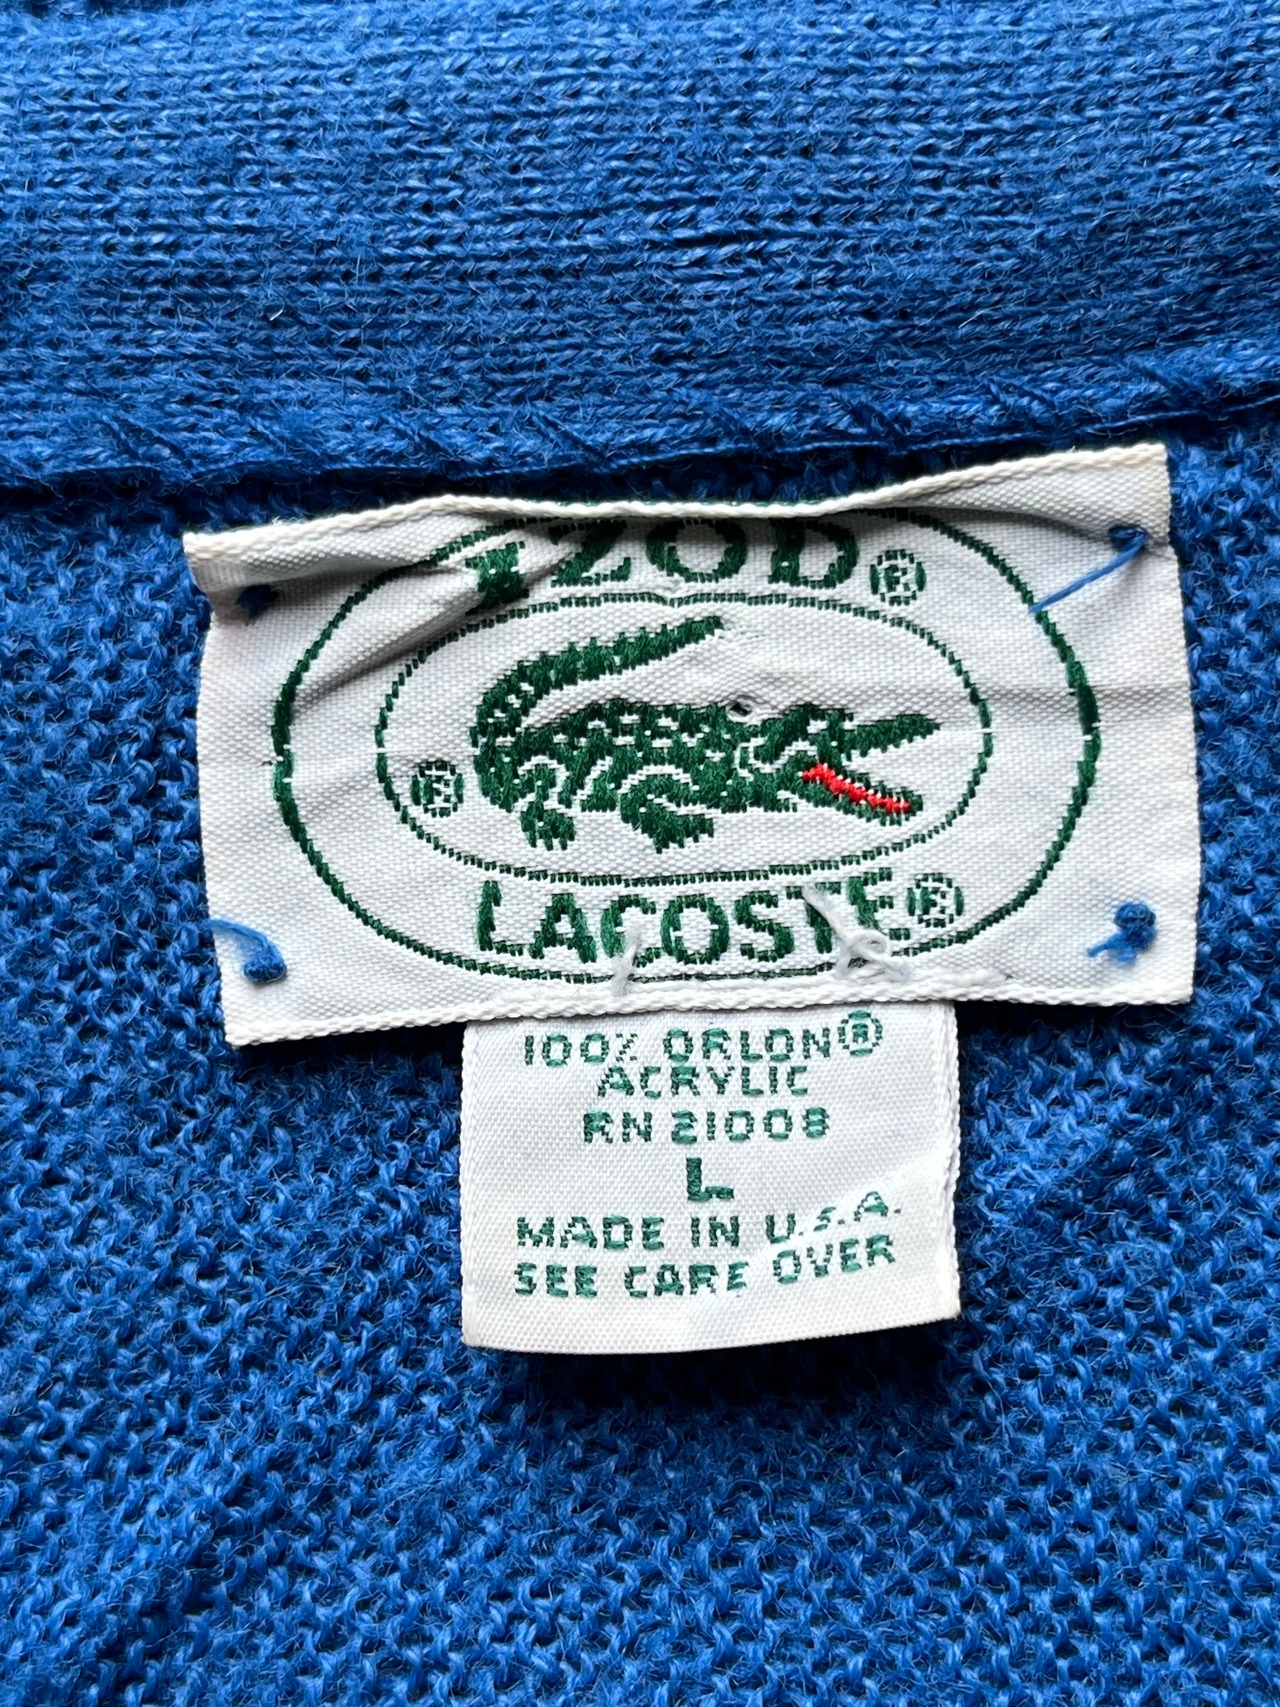 IZOD®
®
LACOSTE®
100% ORLON®
ACRYLIC
RN 21008
L
MADE IN U.S.A.
SEE CARE OVER